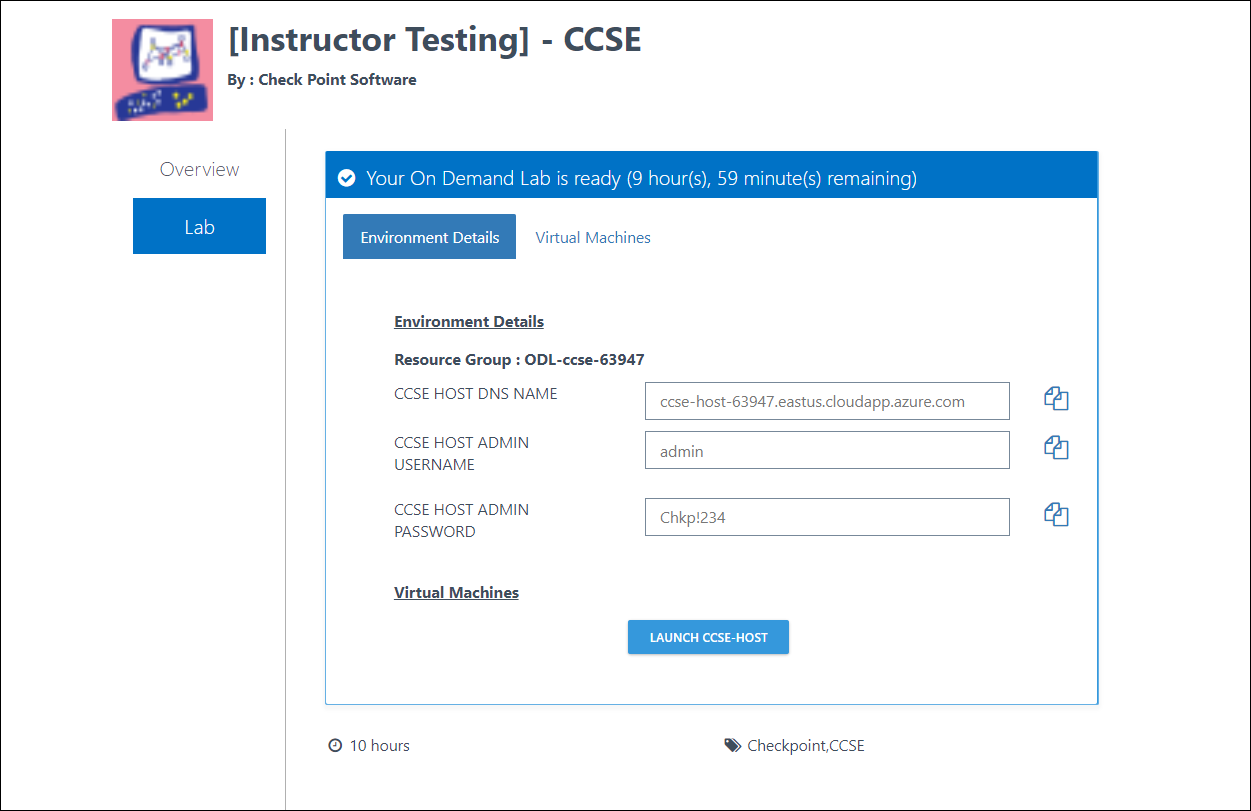 [Instructor Testing] - CCSE
By : Check Point Software
Overview
Lab
Your On Demand Lab is ready (9 hour(s), 59 minute(s) remaining)
Environment Details
Virtual Machines
Environment Details
Resource Group : ODL-ccse-63947
CCSE HOST DNS NAME
ccse-host-63947.eastus.cloudapp.azure.com
CCSE HOST ADMIN
USERNAME
admin
CCSE HOST ADMIN
PASSWORD
Chkp!234
Virtual Machines
LAUNCH CCSE-HOST
10 hours
Checkpoint,CCSE